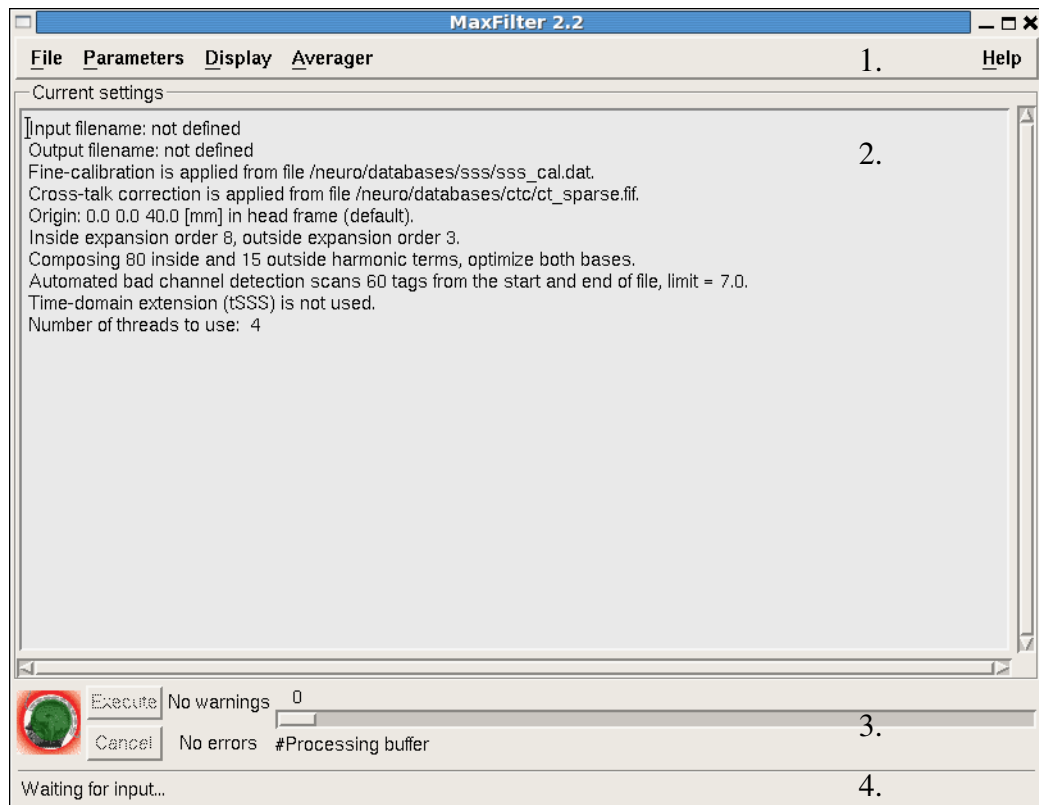 MaxFilter 2.2
File Parameters Display Averager 1. Help
Current settings
Input filename: not defined
Output filename: not defined
2.
Fine-calibration is applied from file /neuro/databases/sss/sss_cal.dat.
Cross-talk correction is applied from file /neuro/databases/ctc/ct_sparse.fif.
Origin: 0.0 0.0 40.0 [mm] in head frame (default).
Inside expansion order 8, outside expansion order 3.
Composing 80 inside and 15 outside harmonic terms, optimize both bases.
Automated bad channel detection scans 60 tags from the start and end of file, limit = 7.0.
Time-domain extension (tSSS) is not used.
Number of threads to use: 4
Execute No warnings 0
3.
Cancel No errors #Processing buffer
Waiting for input... 4.